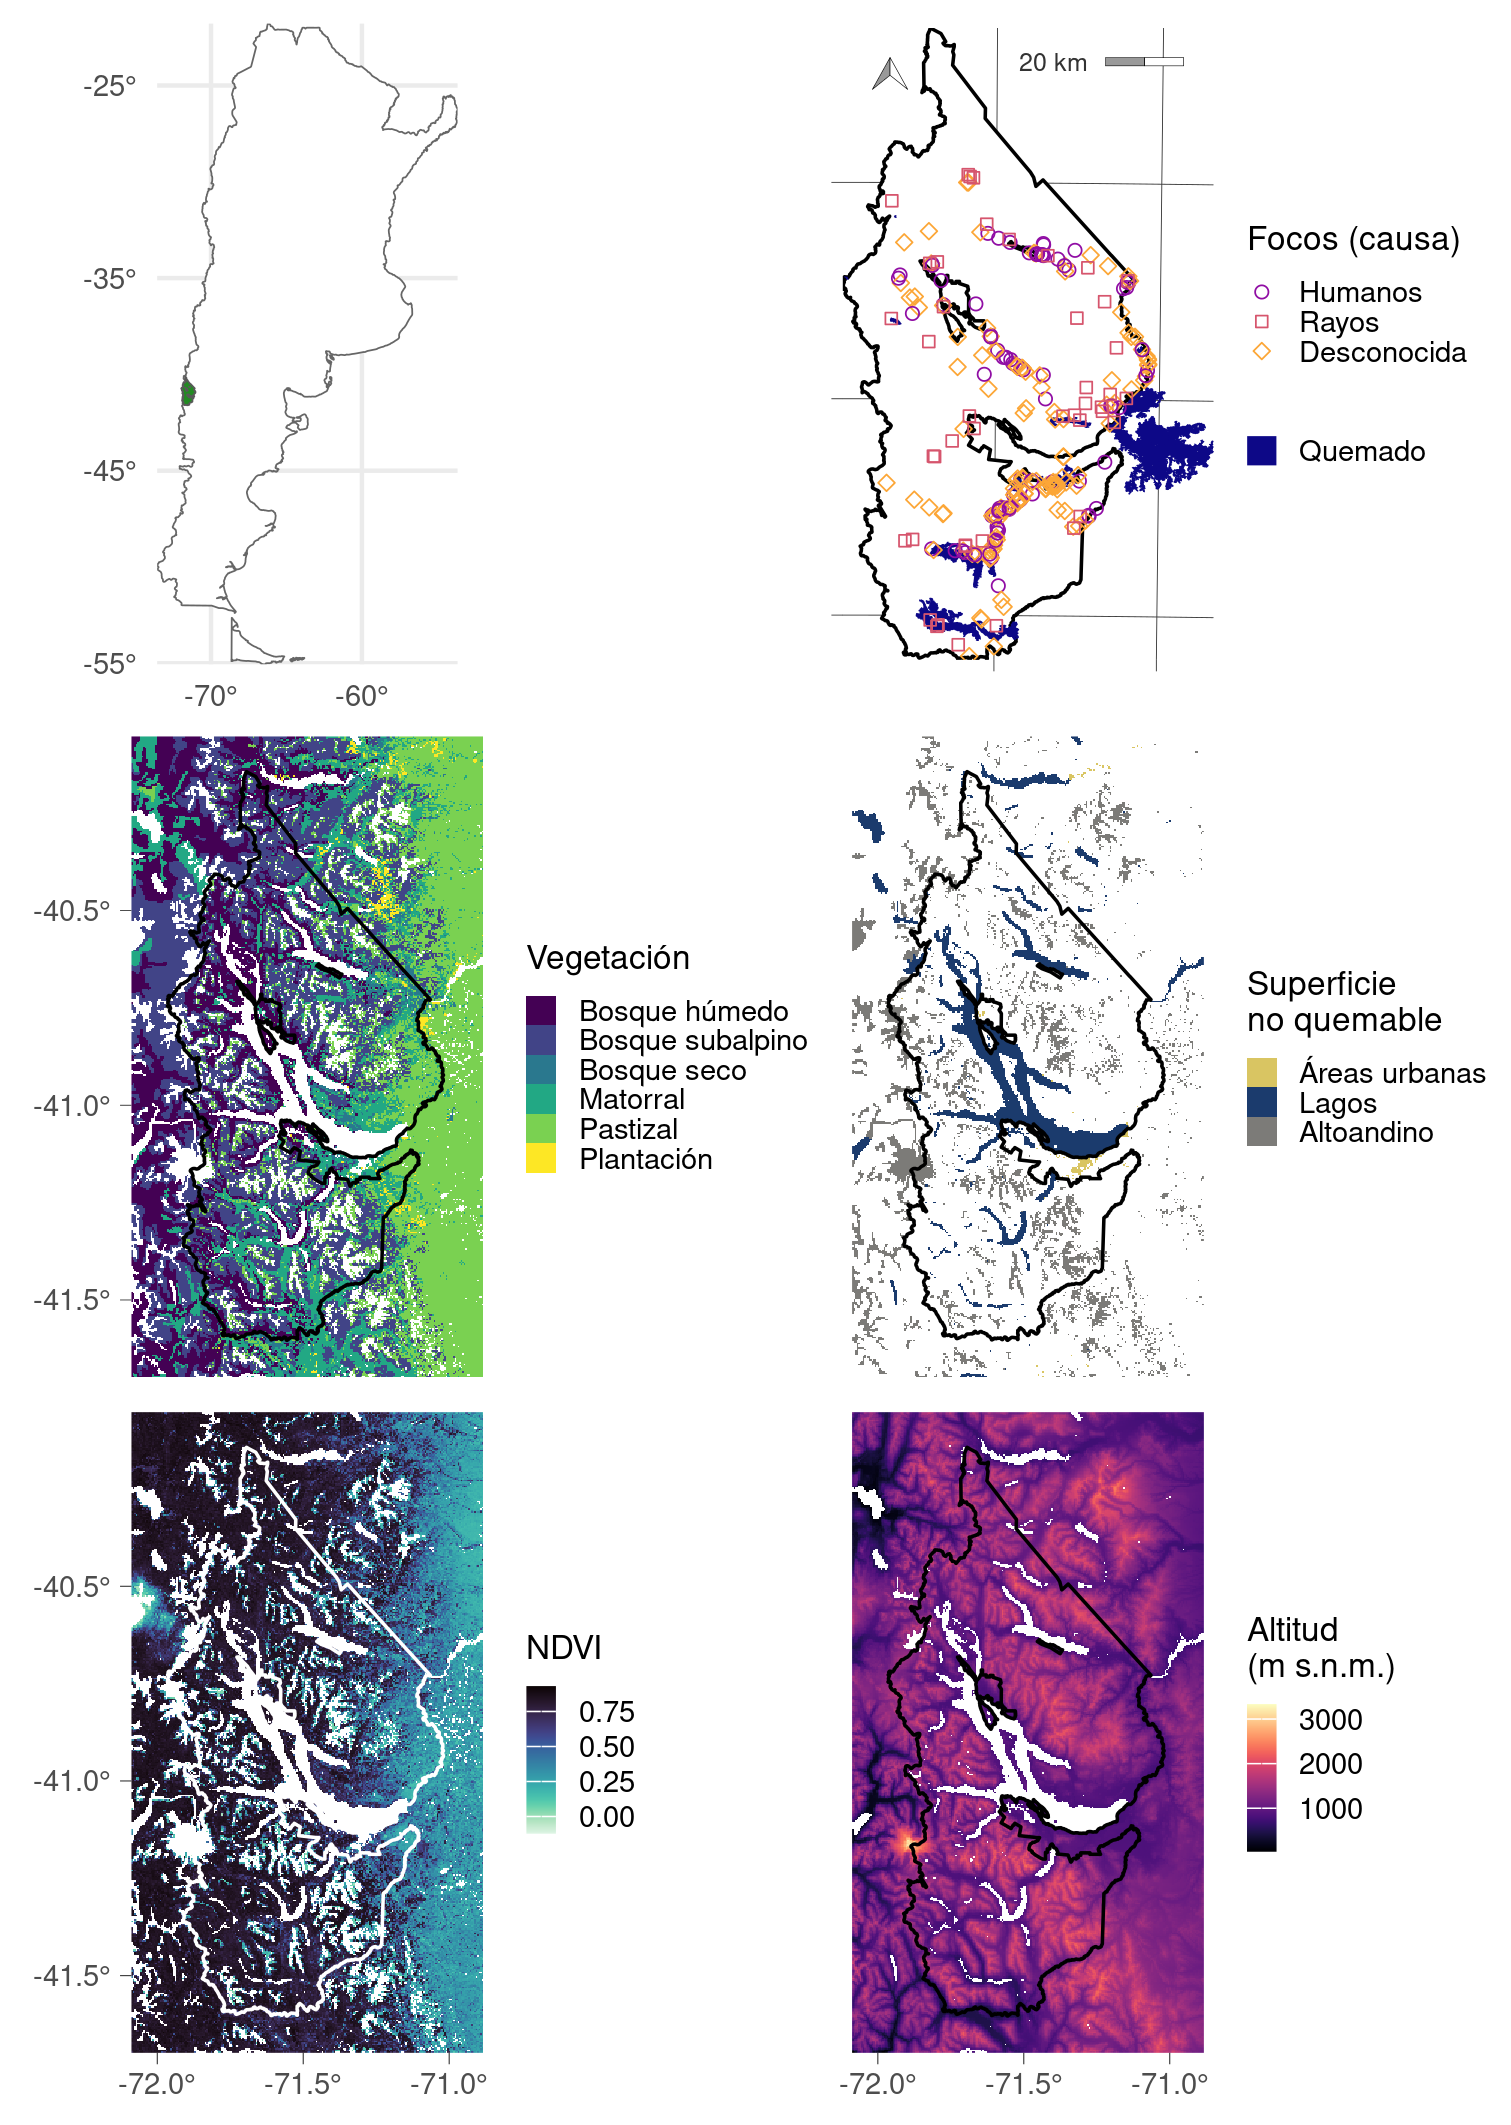 -25°
-35°
-45°
-55°
-70°
-60°
20 km
Focos (causa)
Humanos
Rayos
Desconocida
Quemado
-40.5°
-41.0°
-41.5°
Vegetación
Bosque húmedo
Bosque subalpino
Bosque seco
Matorral
Pastizal
Plantación
Superficie
no quemable
Áreas urbanas
Lagos
Altoandino
-40.5°
-41.0°
-41.5°
-72.0°
-71.5°
-71.0°
NDVI
0.75
0.50
0.25
0.00
-72.0°
-71.5°
-71.0°
Altitud
(m s.n.m.)
3000
2000
1000